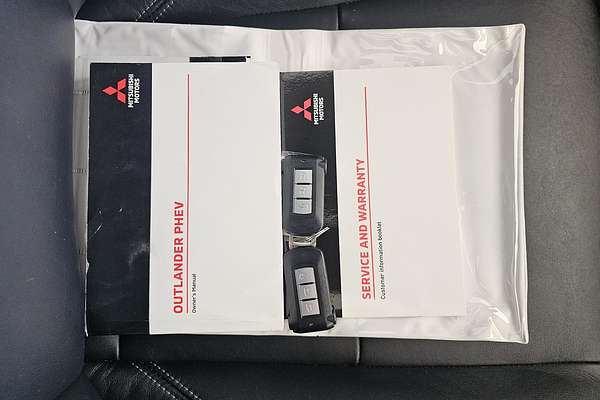 MITSUBISHI
MOTORS
OUTLANDER PHEV
Owner's Manual
MITSUBISHI
MOTORS
SERVICE AND WARRANTY
Customer information booklet